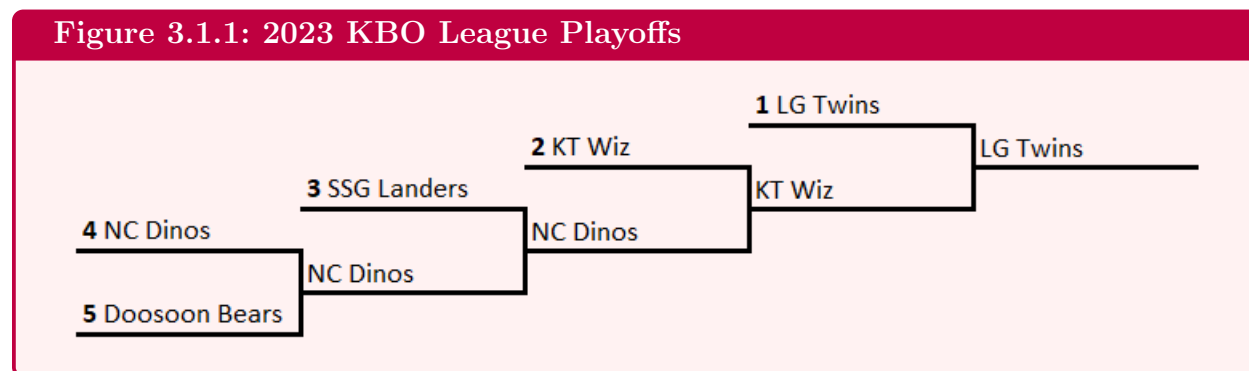 Figure 3.1.1: 2023 KBO League Playoffs
1 LG Twins
2 KT Wiz
LG Twins
3 SSG Landers
KT Wiz
4 NC Dinos
NC Dinos
NC Dinos
5 Doosoon Bears